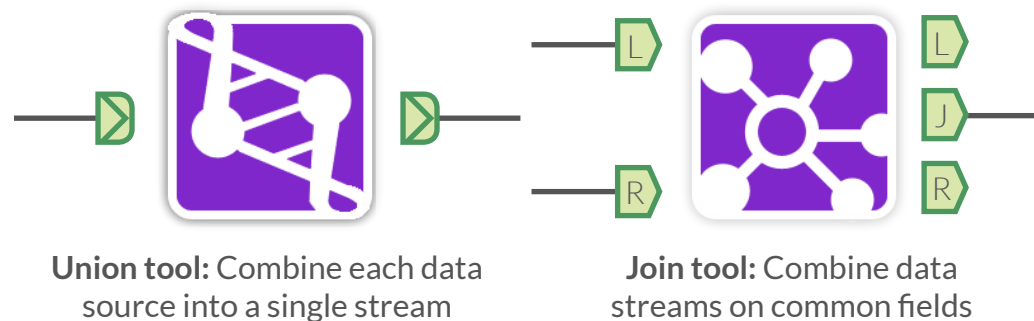 L
L
J
R
R
Union tool: Combine each data
source into a single stream
Join tool: Combine data
streams on common fields